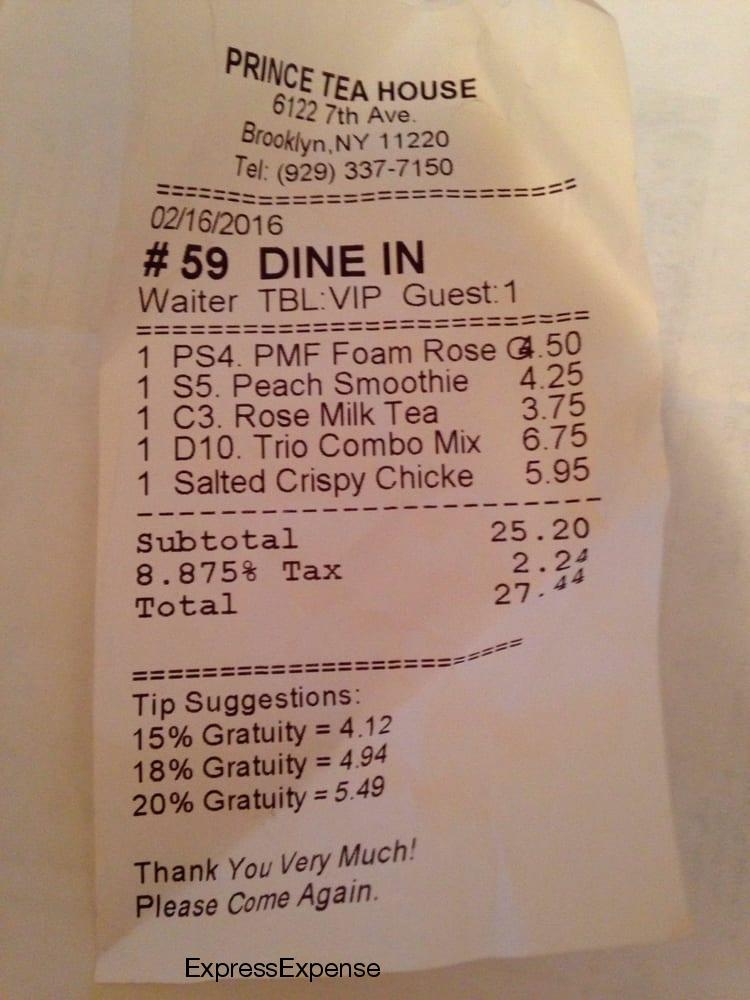 PRINCE TEA HOUSE
6122 7th Ave.
Brooklyn,NY 11220
Tel: (929) 337-7150
===============================
02/16/2016
# 59 DINE IN
Waiter TBL:VIP Guest:1
===============================
1 PS4. PMF Foam Rose G4.50
1 S5. Peach Smoothie 4.25
1 C3. Rose Milk Tea 3.75
1 D10. Trio Combo Mix 6.75
1 Salted Crispy Chicke 5.95
--------------------------------
Subtotal 25.20
8.875% Tax 2.24
Total 27.44
===========================
Tip Suggestions:
15% Gratuity = 4.12
18% Gratuity = 4.94
20% Gratuity = 5.49
Thank You Very Much!
Please Come Again.
ExpressExpense